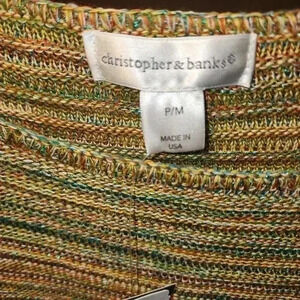 christopher & banks®
P/M
MADE IN
USA